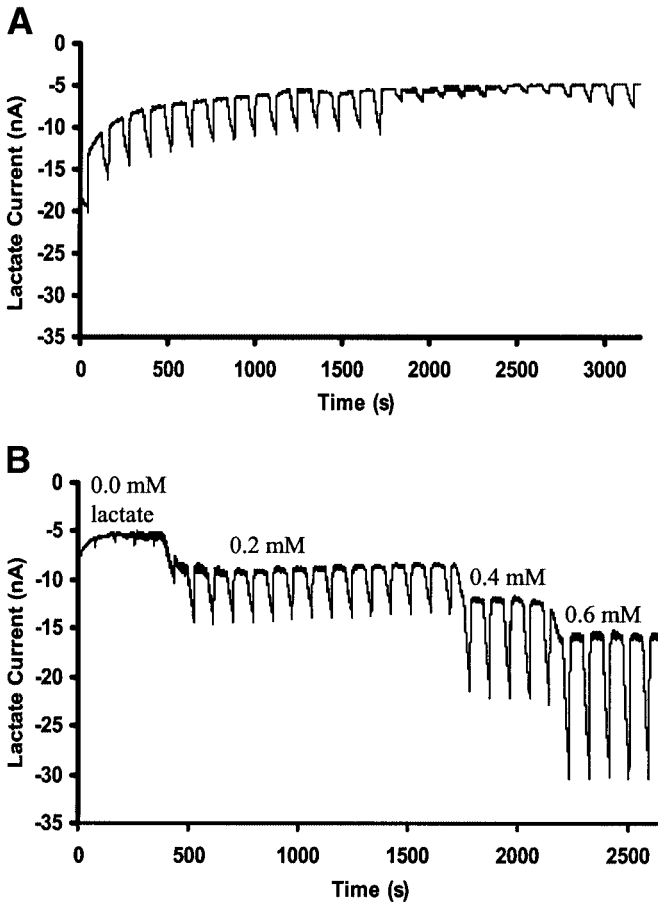 A
0
-5
-10
-15
-20
-25
-30
-35
Lactate Current (nA)
0 500 1000 1500 2000 2500 3000
Time (s)
B
0
-5
-10
-15
-20
-25
-30
-35
Lactate Current (nA)
0.0 mM
lactate
0.2 mM
0.4 mM
0.6 mM
0 500 1000 1500 2000 2500
Time (s)